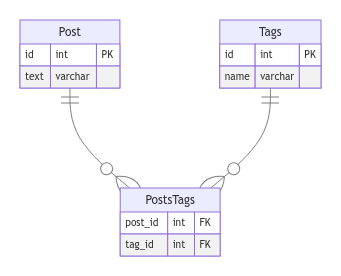 Post
id int PK
text varchar
Tags
id int PK
name varchar
PostsTags
post_id int FK
tag_id int FK